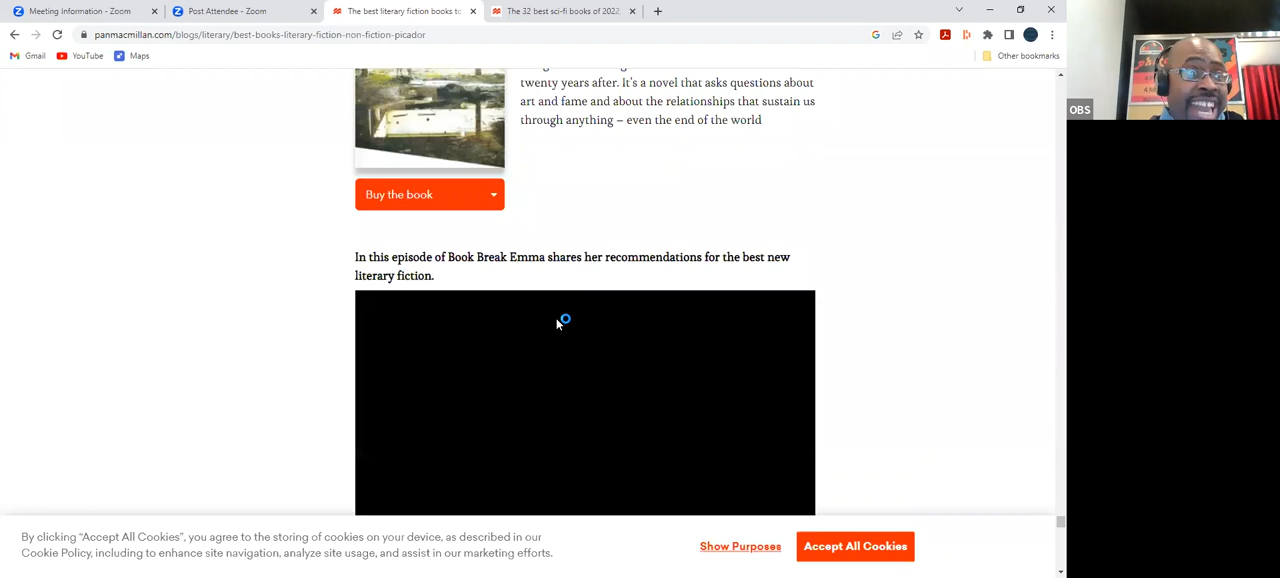 Meeting Information - Zoom
Post Attendee - Zoom
The best literary fiction books to
The 32 best sci-fi books of 2022,
panmacmillan.com/blogs/literary/best-books-literary-fiction-non-fiction-picador
Gmail
YouTube
Maps
Other bookmarks
twenty years after. It's a novel that asks questions about
art and fame and about the relationships that sustain us
through anything – even the end of the world
Buy the book
In this episode of Book Break Emma shares her recommendations for the best new
literary fiction.
By clicking “Accept All Cookies”, you agree to the storing of cookies on your device, as described in our
Cookie Policy, including to enhance site navigation, analyze site usage, and assist in our marketing efforts.
Show Purposes
Accept All Cookies
OBS